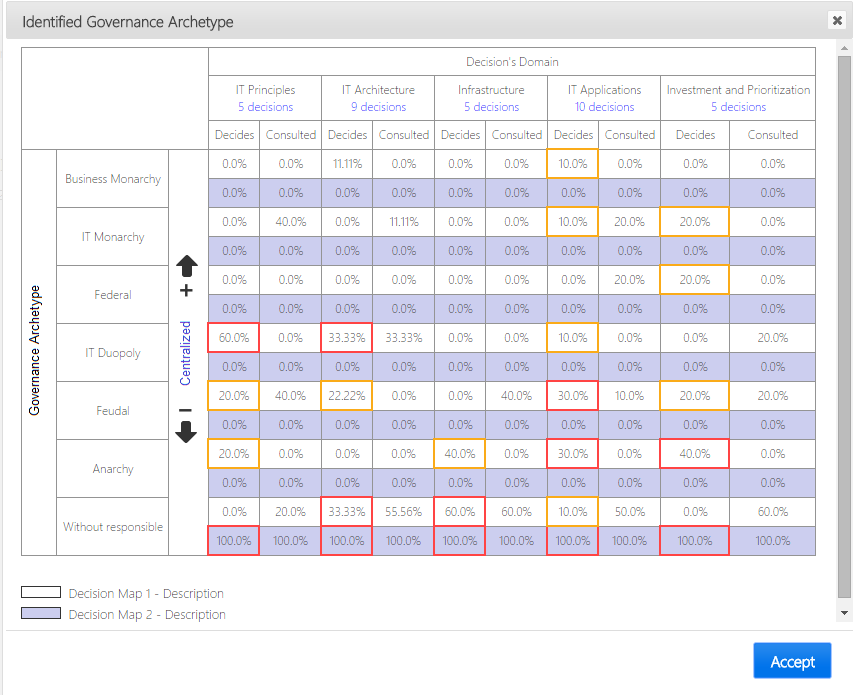 Identified Governance Archetype
Decision's Domain
IT Principles IT Architecture Infrastructure IT Applications Investment and Prioritization
5 decisions 9 decisions 5 decisions 10 decisions 5 decisions
Decides Consulted Decides Consulted Decides Consulted Decides Consulted Decides Consulted
Governance Archetype
+
Centralized
−
Business Monarchy
0.0% 0.0% 11.11% 0.0% 0.0% 0.0% 10.0% 0.0% 0.0% 0.0%
0.0% 0.0% 0.0% 0.0% 0.0% 0.0% 0.0% 0.0% 0.0% 0.0%
IT Monarchy
0.0% 40.0% 0.0% 11.11% 0.0% 0.0% 10.0% 20.0% 20.0% 0.0%
0.0% 0.0% 0.0% 0.0% 0.0% 0.0% 0.0% 0.0% 0.0% 0.0%
Federal
0.0% 0.0% 0.0% 0.0% 0.0% 0.0% 0.0% 20.0% 20.0% 0.0%
0.0% 0.0% 0.0% 0.0% 0.0% 0.0% 0.0% 0.0% 0.0% 0.0%
IT Duopoly
60.0% 0.0% 33.33% 33.33% 0.0% 0.0% 10.0% 0.0% 0.0% 20.0%
0.0% 0.0% 0.0% 0.0% 0.0% 0.0% 0.0% 0.0% 0.0% 0.0%
Feudal
20.0% 40.0% 22.22% 0.0% 0.0% 40.0% 30.0% 10.0% 20.0% 20.0%
0.0% 0.0% 0.0% 0.0% 0.0% 0.0% 0.0% 0.0% 0.0% 0.0%
Anarchy
20.0% 0.0% 0.0% 0.0% 40.0% 0.0% 30.0% 0.0% 40.0% 0.0%
0.0% 0.0% 0.0% 0.0% 0.0% 0.0% 0.0% 0.0% 0.0% 0.0%
Without responsible
0.0% 20.0% 33.33% 55.56% 60.0% 60.0% 10.0% 50.0% 0.0% 60.0%
100.0% 100.0% 100.0% 100.0% 100.0% 100.0% 100.0% 100.0% 100.0% 100.0%
Decision Map 1 - Description
Decision Map 2 - Description
Accept